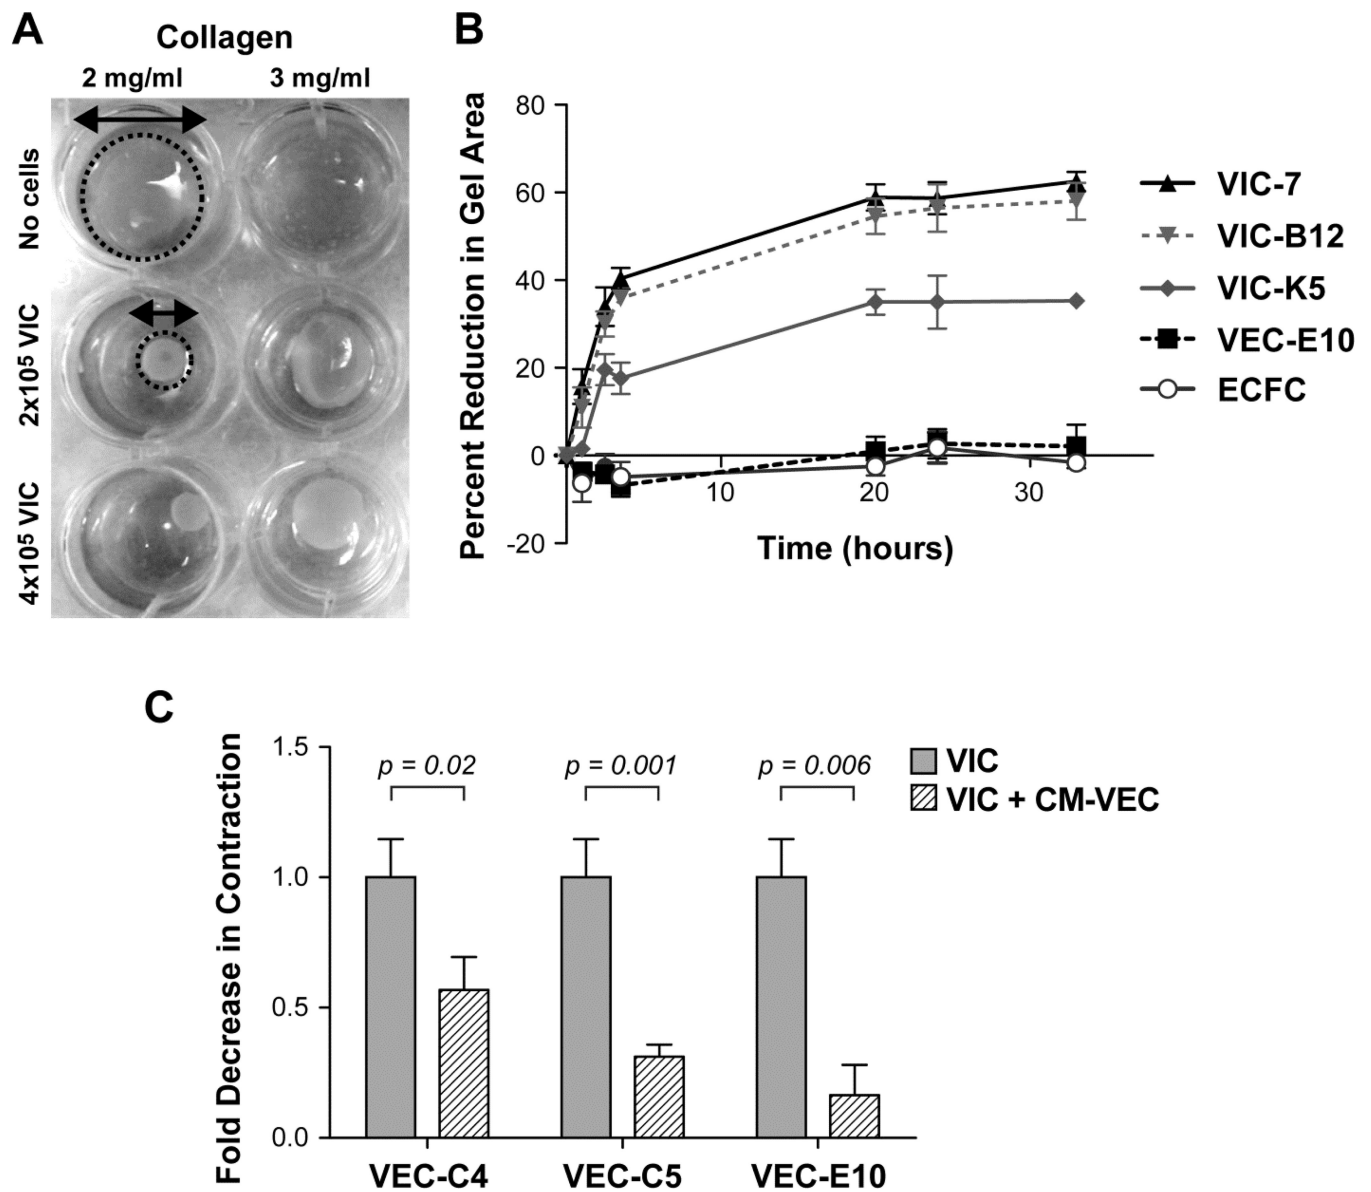 A
Collagen
2 mg/ml
3 mg/ml
No cells
2x10⁵ VIC
4x10⁵ VIC
B
Percent Reduction in Gel Area
80
60
40
20
0
-20
10
20
30
Time (hours)
VIC-7
VIC-B12
VIC-K5
VEC-E10
ECFC
C
Fold Decrease in Contraction
1.5
1.0
0.5
0.0
p = 0.02
p = 0.001
p = 0.006
VIC
VIC + CM-VEC
VEC-C4
VEC-C5
VEC-E10